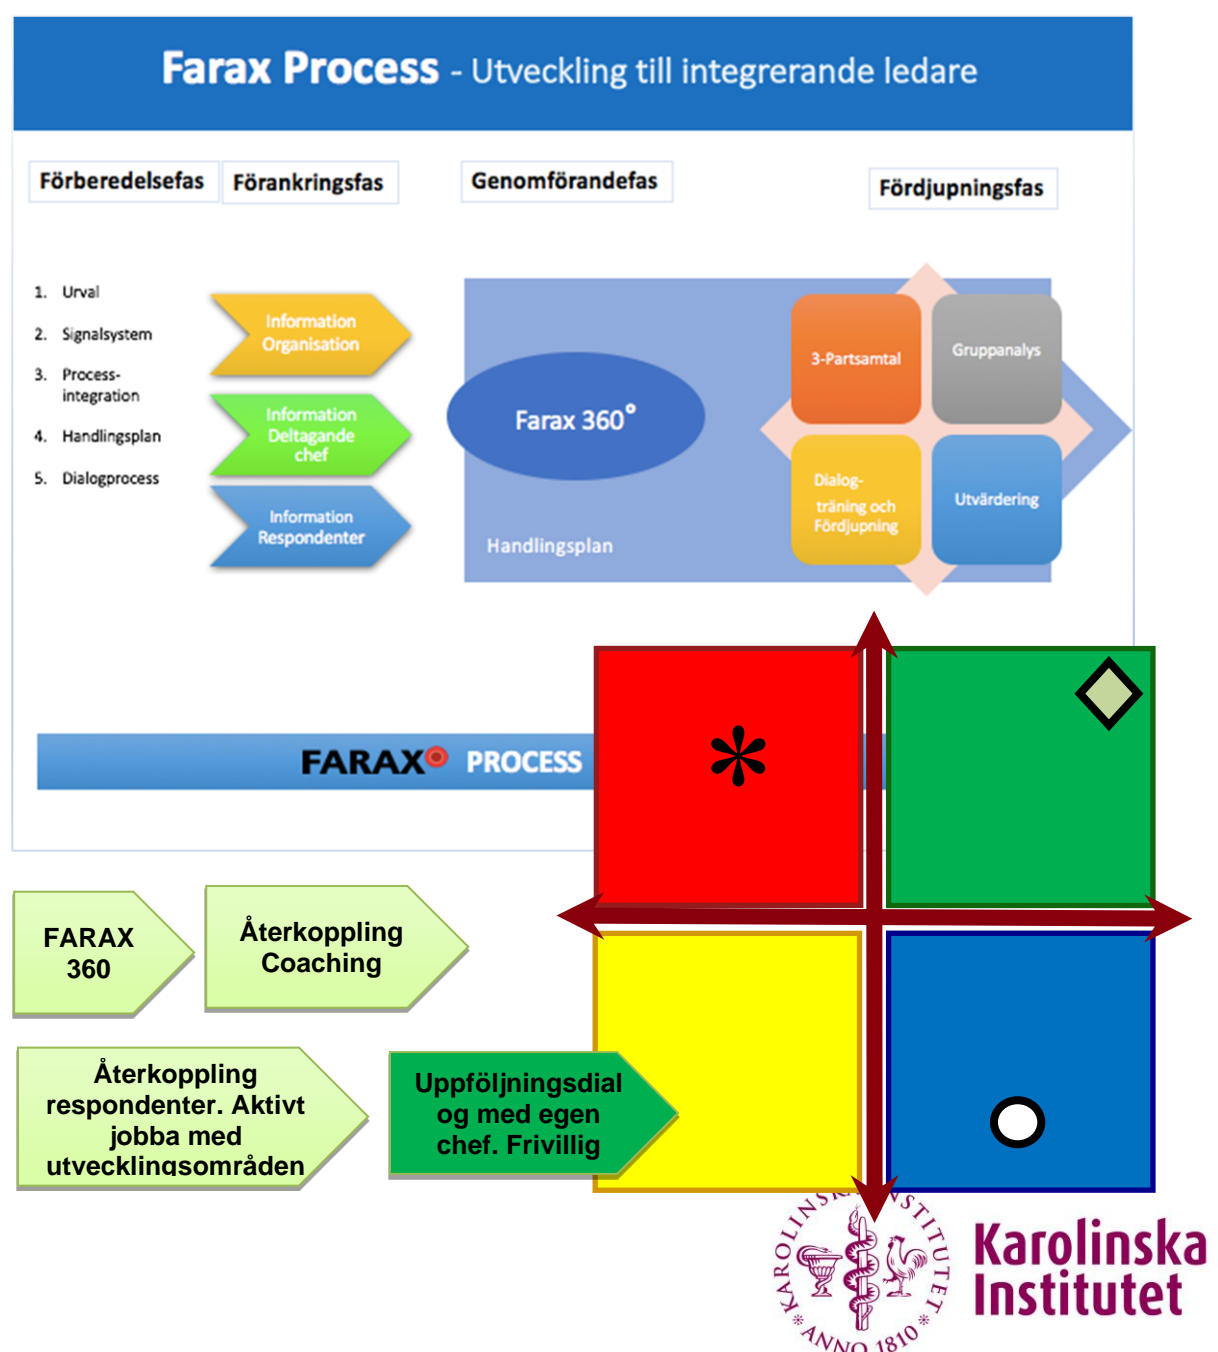 Farax Process - Utveckling till integrerande ledare
Förberedelsefas
Förankringsfas
Genomförandefas
Fördjupningsfas
1. Urval
2. Signalsystem
3. Process-
integration
4. Handlingsplan
5. Dialogprocess
Information
Organisation
Information
Deltagande
chef
Information
Respondenter
Farax 360°
Handlingsplan
3-Partsamtal
Gruppanalys
Dialog-
träning och
Fördjupning
Utvärdering
FARAX PROCESS
*
FARAX
360
Återkoppling
Coaching
Återkoppling
respondenter. Aktivt
jobba med
utvecklingsområden
Uppföljningsdial
og med egen
chef. Frivillig
KAROLINSKA INSTITUTET
* ANNO 1810 *
Karolinska
Institutet